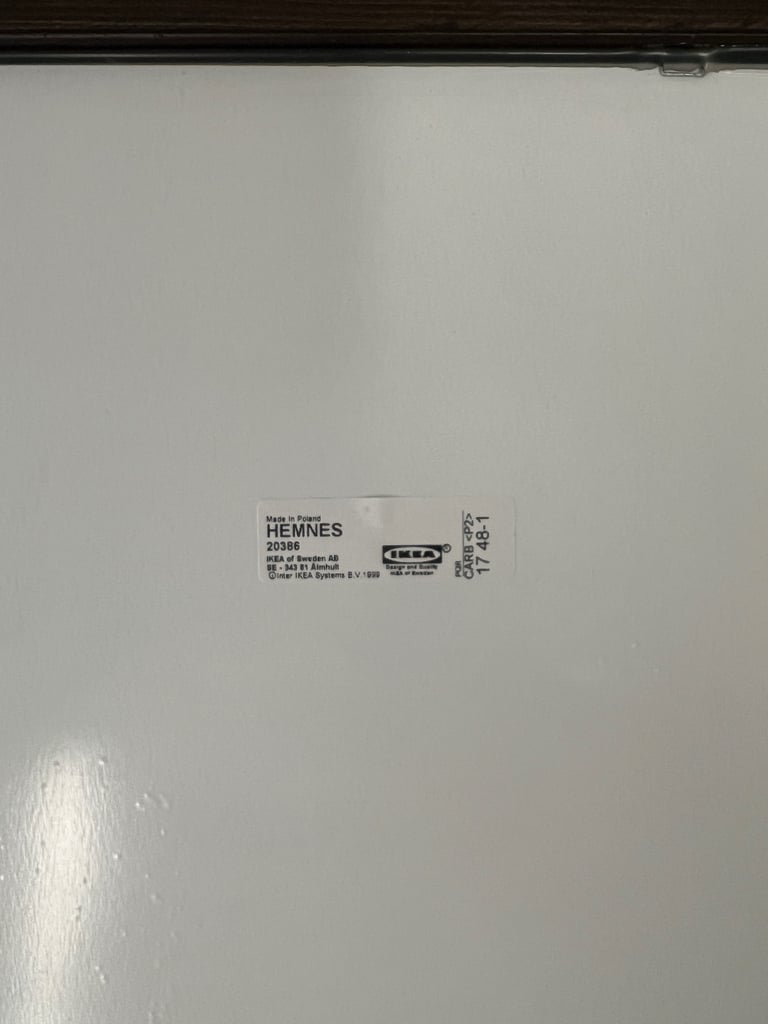 Made in Poland
HEMNES
20386
IKEA of Sweden AB
SE - 343 81 Älmhult
©Inter IKEA Systems B.V.1999
IKEA®
Design and Quality
IKEA of Sweden
PQR
CARB <P2>
17 48-1